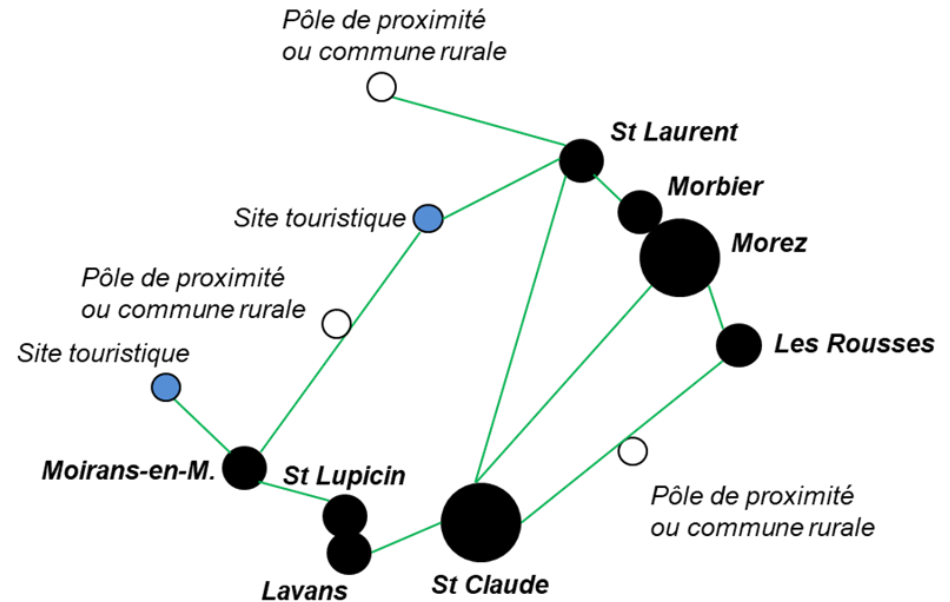 Pôle de proximité
ou commune rurale
St Laurent
Morbier
Site touristique
Morez
Pôle de proximité
ou commune rurale
Site touristique
Les Rousses
Moirans-en-M.
St Lupicin
Pôle de proximité
ou commune rurale
Lavans
St Claude